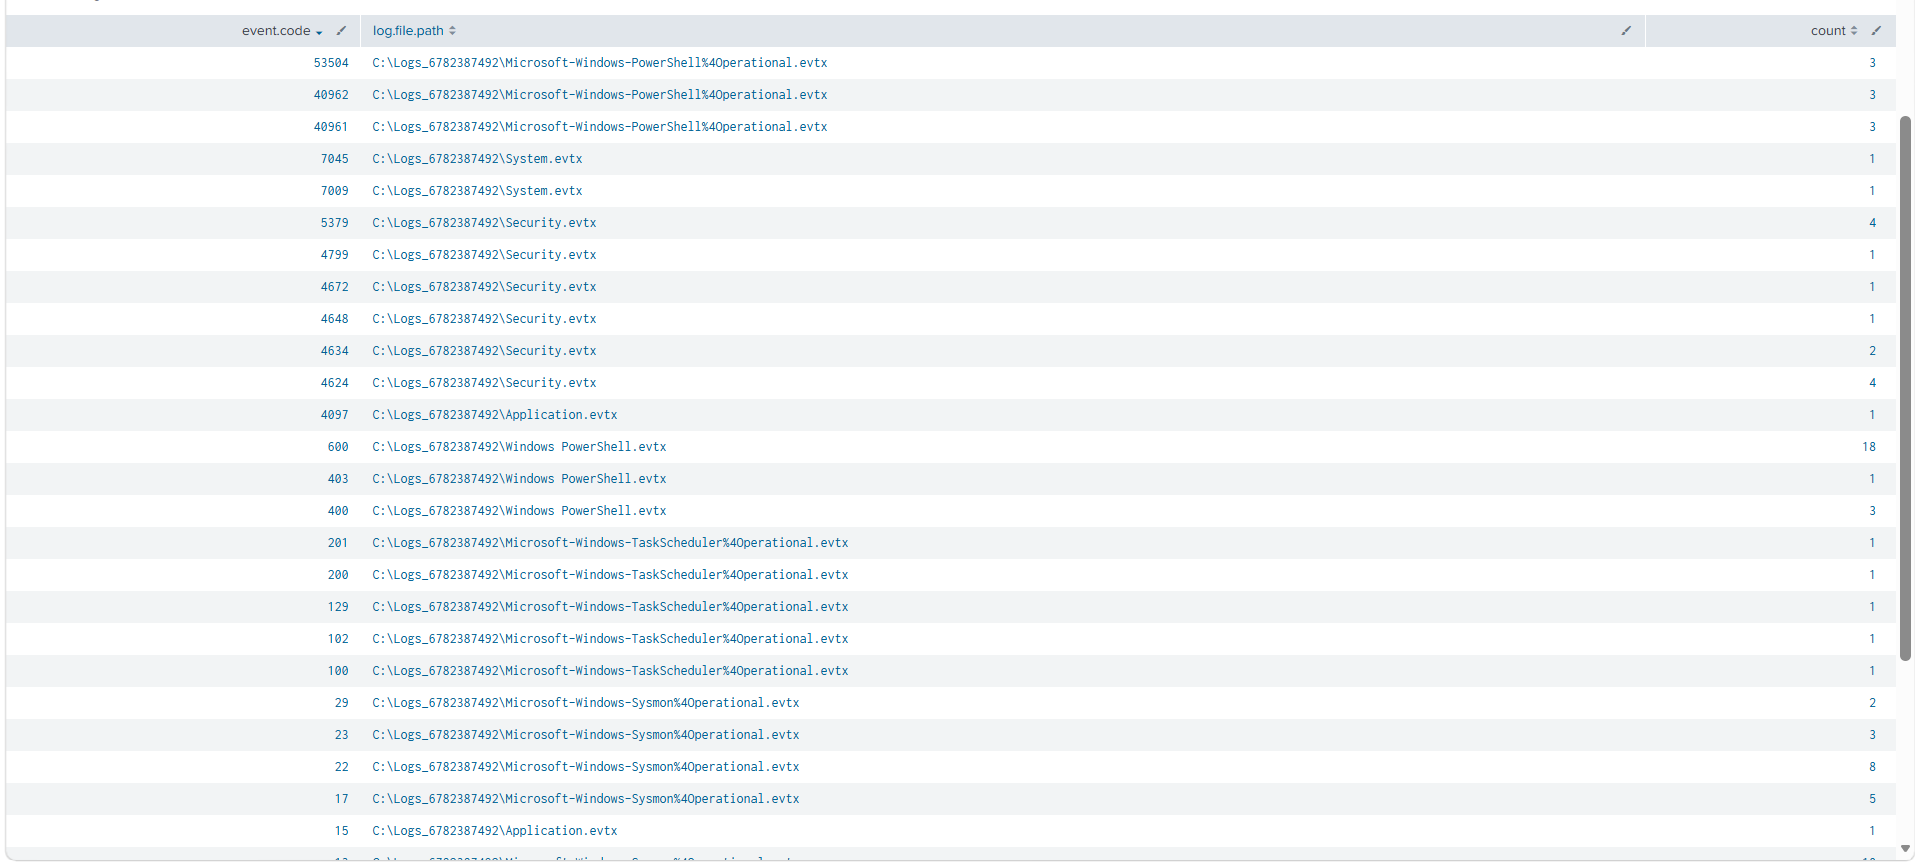 event.code log.file.path count
53504 C:\Logs_6782387492\Microsoft-Windows-PowerShell%4Operational.evtx 3
40962 C:\Logs_6782387492\Microsoft-Windows-PowerShell%4Operational.evtx 3
40961 C:\Logs_6782387492\Microsoft-Windows-PowerShell%4Operational.evtx 3
7045 C:\Logs_6782387492\System.evtx 1
7009 C:\Logs_6782387492\System.evtx 1
5379 C:\Logs_6782387492\Security.evtx 4
4799 C:\Logs_6782387492\Security.evtx 1
4672 C:\Logs_6782387492\Security.evtx 1
4648 C:\Logs_6782387492\Security.evtx 1
4634 C:\Logs_6782387492\Security.evtx 2
4624 C:\Logs_6782387492\Security.evtx 4
4097 C:\Logs_6782387492\Application.evtx 1
600 C:\Logs_6782387492\Windows PowerShell.evtx 18
403 C:\Logs_6782387492\Windows PowerShell.evtx 1
400 C:\Logs_6782387492\Windows PowerShell.evtx 3
201 C:\Logs_6782387492\Microsoft-Windows-TaskScheduler%4Operational.evtx 1
200 C:\Logs_6782387492\Microsoft-Windows-TaskScheduler%4Operational.evtx 1
129 C:\Logs_6782387492\Microsoft-Windows-TaskScheduler%4Operational.evtx 1
102 C:\Logs_6782387492\Microsoft-Windows-TaskScheduler%4Operational.evtx 1
100 C:\Logs_6782387492\Microsoft-Windows-TaskScheduler%4Operational.evtx 1
29 C:\Logs_6782387492\Microsoft-Windows-Sysmon%4Operational.evtx 2
23 C:\Logs_6782387492\Microsoft-Windows-Sysmon%4Operational.evtx 3
22 C:\Logs_6782387492\Microsoft-Windows-Sysmon%4Operational.evtx 8
17 C:\Logs_6782387492\Microsoft-Windows-Sysmon%4Operational.evtx 5
15 C:\Logs_6782387492\Application.evtx 1